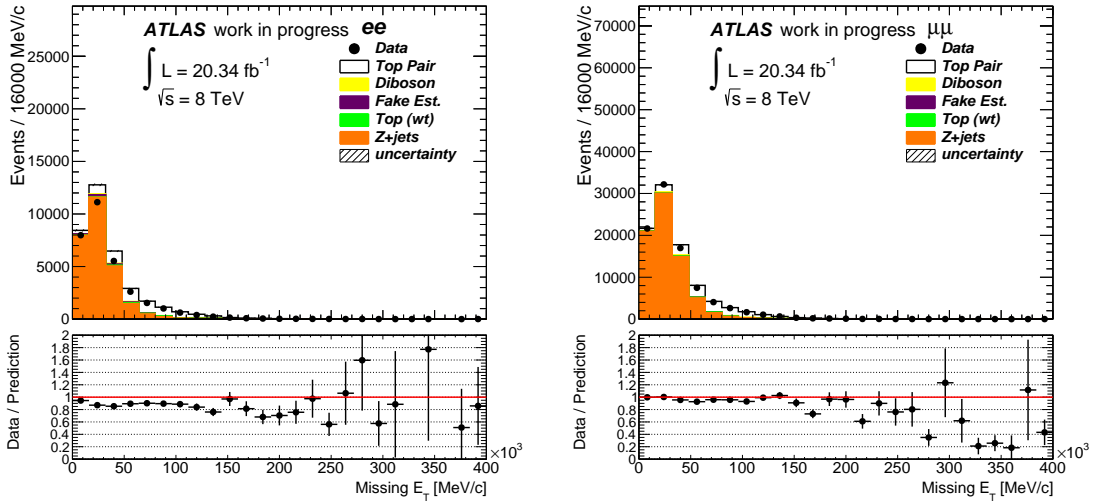 ATLAS work in progress ee
Data
∫ L = 20.34 fb⁻¹
Top Pair
Diboson
√s = 8 TeV
Fake Est.
Top (wt)
Z+jets
uncertainty
Events / 16000 MeV/c
25000
20000
15000
10000
5000
0
Data / Prediction
2
1.8
1.6
1.4
1.2
1
0.8
0.6
0.4
0.2
0
0 50 100 150 200 250 300 350 400
×10³
Missing E_T [MeV/c]
ATLAS work in progress μμ
Data
∫ L = 20.34 fb⁻¹
Top Pair
Diboson
√s = 8 TeV
Fake Est.
Top (wt)
Z+jets
uncertainty
Events / 16000 MeV/c
70000
60000
50000
40000
30000
20000
10000
0
Data / Prediction
2
1.8
1.6
1.4
1.2
1
0.8
0.6
0.4
0.2
0
0 50 100 150 200 250 300 350 400
×10³
Missing E_T [MeV/c]